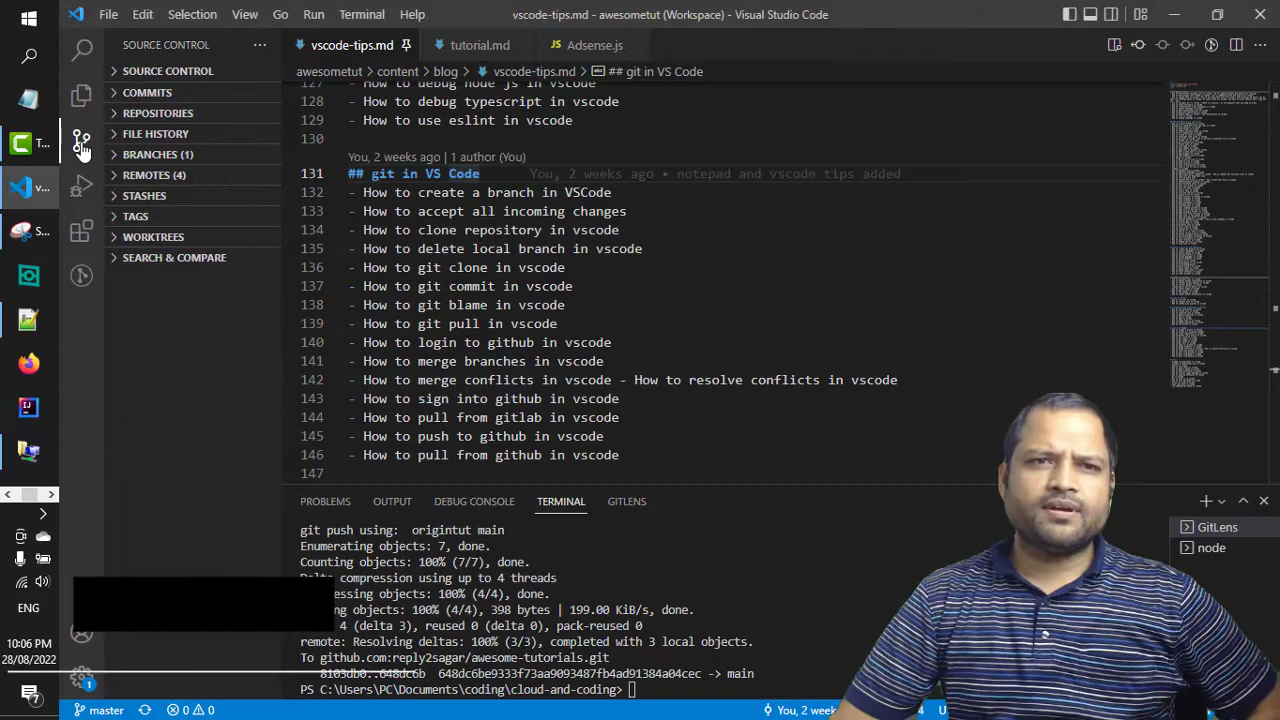 File Edit Selection View Go Run Terminal Help vscode-tips.md - awesometut (Workspace) - Visual Studio Code
SOURCE CONTROL ···
vscode-tips.md tutorial.md JS Adsense.js
awesometut > content > blog > vscode-tips.md > ## git in VS Code
SOURCE CONTROL
COMMITS
REPOSITORIES
FILE HISTORY
BRANCHES (1)
REMOTES (4)
STASHES
TAGS
WORKTREES
SEARCH & COMPARE
127 - How to debug node js in vscode
128 - How to debug typescript in vscode
129 - How to use eslint in vscode
130
You, 2 weeks ago | 1 author (You)
131 ## git in VS Code You, 2 weeks ago • notepad and vscode tips added
132 - How to create a branch in VSCode
133 - How to accept all incoming changes
134 - How to clone repository in vscode
135 - How to delete local branch in vscode
136 - How to git clone in vscode
137 - How to git commit in vscode
138 - How to git blame in vscode
139 - How to git pull in vscode
140 - How to login to github in vscode
141 - How to merge branches in vscode
142 - How to merge conflicts in vscode - How to resolve conflicts in vscode
143 - How to sign into github in vscode
144 - How to pull from gitlab in vscode
145 - How to push to github in vscode
146 - How to pull from github in vscode
147
PROBLEMS OUTPUT DEBUG CONSOLE TERMINAL GITLENS
GitLens
node
git push using: origintut main
Enumerating objects: 7, done.
Counting objects: 100% (7/7), done.
Delta compression using up to 4 threads
essing objects: 100% (4/4), done.
ng objects: 100% (4/4), 398 bytes | 199.00 KiB/s, done.
4 (delta 3), reused 0 (delta 0), pack-reused 0
remote: Resolving deltas: 100% (3/3), completed with 3 local objects.
To github.com:reply2sagar/awesome-tutorials.git
PS C:\Users\PC\Documents\coding\cloud-and-coding>
T...
v...
S...
ENG
10:06 PM
28/08/2022
7
1
master 0 0 You, 2 wee